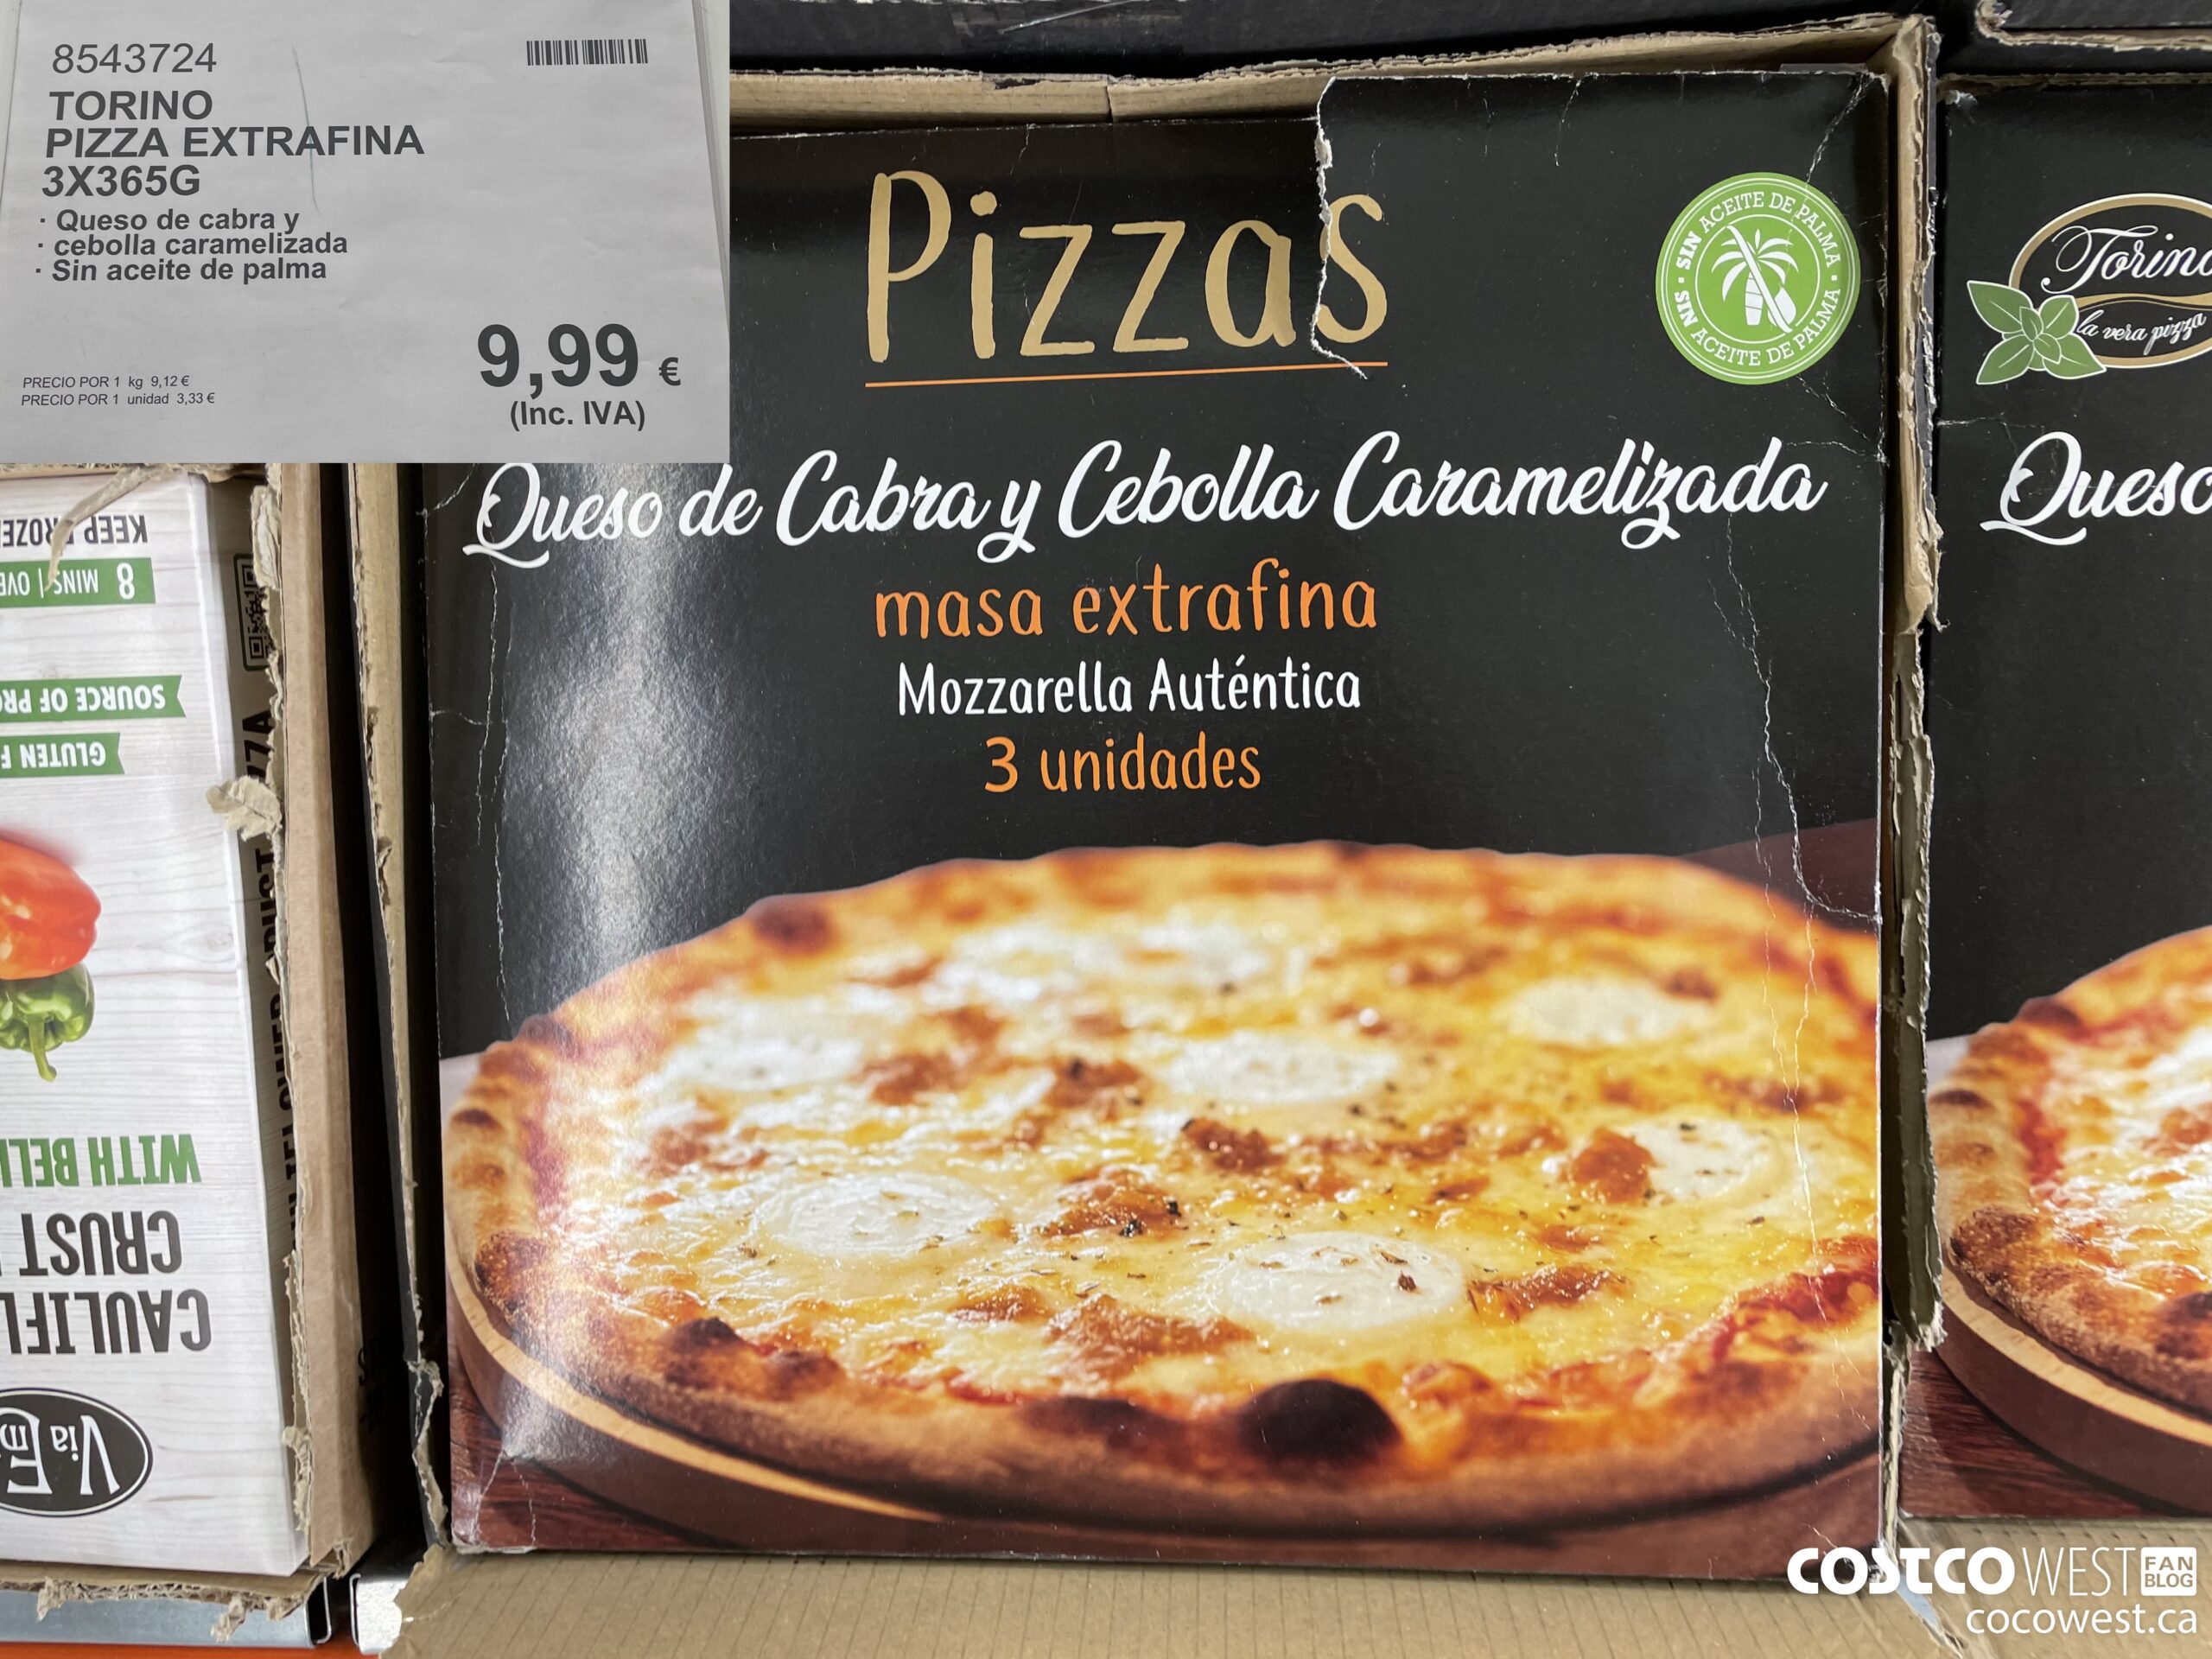 8543724
TORINO
PIZZA EXTRAFINA
3X365G
· Queso de cabra y
· cebolla caramelizada
· Sin aceite de palma
PRECIO POR 1 kg 9,12 €
PRECIO POR 1 unidad 3,33 €
9,99 €
(Inc. IVA)
Pizzas
SIN ACEITE DE PALMA · SIN ACEITE DE PALMA ·
Queso de Cabra y Cebolla Caramelizada
masa extrafina
Mozzarella Auténtica
3 unidades
Torino
la vera pizza
Queso
KEEP FROZEN
8 MINS | OVE
SOURCE OF PRO
GLUTEN F
WITH BELL
CRUST
CAULIFL
Via
COSTCO WEST FAN BLOG
cocowest.ca